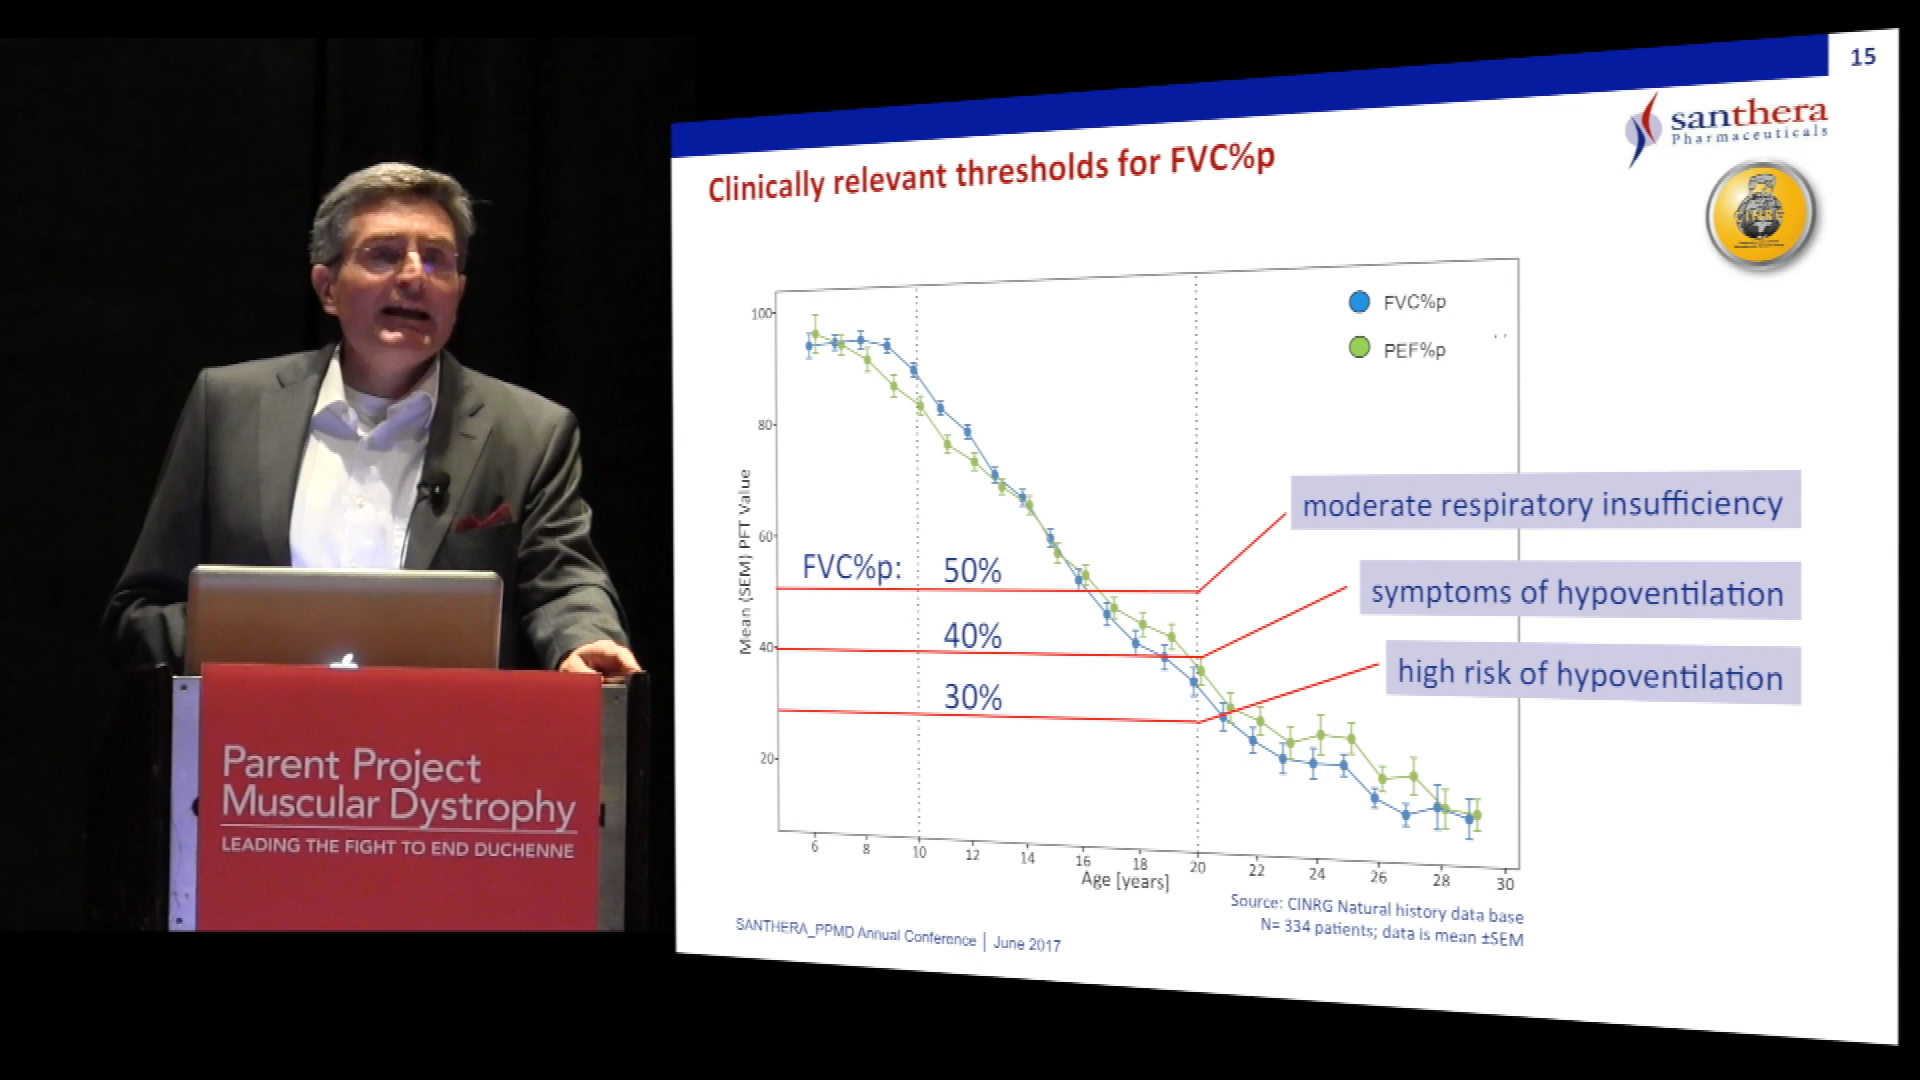 15
santhera
Pharmaceuticals
CINRG
Clinically relevant thresholds for FVC%p
FVC%p
PEF%p
Mean (SEM) PFT Value
100
80
60
40
20
FVC%p: 50%
40%
30%
moderate respiratory insufficiency
symptoms of hypoventilation
high risk of hypoventilation
6 8 10 12 14 16 18 20 22 24 26 28 30
Age [years]
Source: CINRG Natural history data base
N= 334 patients; data is mean ±SEM
SANTHERA_PPMD Annual Conference | June 2017
Parent Project
Muscular Dystrophy
LEADING THE FIGHT TO END DUCHENNE